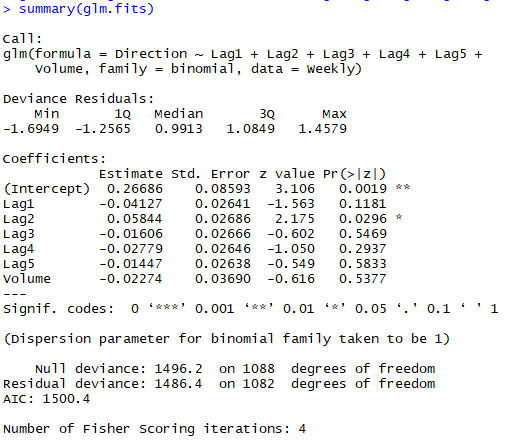 > summary(glm.fits)
Call:
glm(formula = Direction ~ Lag1 + Lag2 + Lag3 + Lag4 + Lag5 +
    Volume, family = binomial, data = Weekly)
Deviance Residuals:
    Min       1Q   Median       3Q      Max
-1.6949  -1.2565   0.9913   1.0849   1.4579
Coefficients:
            Estimate Std. Error z value Pr(>|z|)
(Intercept)  0.26686    0.08593   3.106   0.0019 **
Lag1        -0.04127    0.02641  -1.563   0.1181
Lag2         0.05844    0.02686   2.175   0.0296 *
Lag3        -0.01606    0.02666  -0.602   0.5469
Lag4        -0.02779    0.02646  -1.050   0.2937
Lag5        -0.01447    0.02638  -0.549   0.5833
Volume      -0.02274    0.03690  -0.616   0.5377
---
Signif. codes:  0 ‘***’ 0.001 ‘**’ 0.01 ‘*’ 0.05 ‘.’ 0.1 ‘ ’ 1
(Dispersion parameter for binomial family taken to be 1)
    Null deviance: 1496.2  on 1088  degrees of freedom
Residual deviance: 1486.4  on 1082  degrees of freedom
AIC: 1500.4
Number of Fisher Scoring iterations: 4